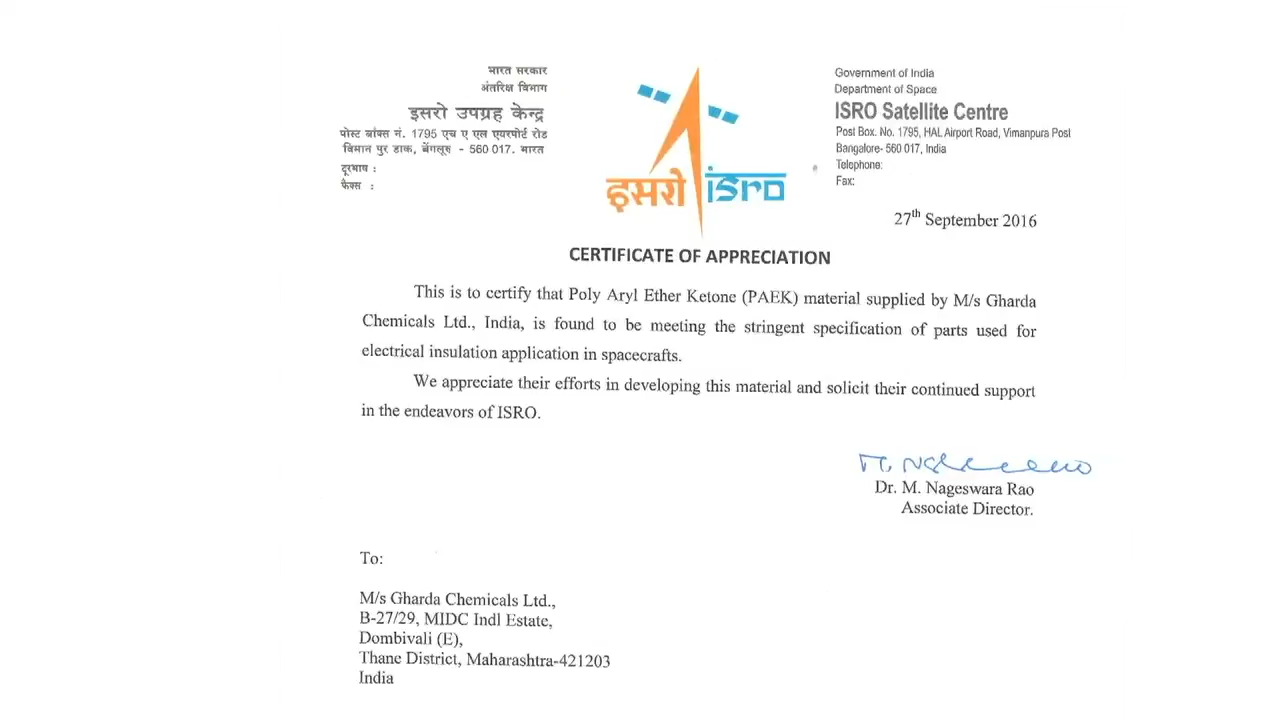 भारत सरकार
अंतरिक्ष विभाग
इसरो उपग्रह केन्द्र
पोस्ट बॉक्स नं. 1795 एच ए एल एयरपोर्ट रोड
विमान पुर डाक, बेंगलूरु - 560 017. भारत
दूरभाष :
फैक्स :
इसरो isro
Government of India
Department of Space
ISRO Satellite Centre
Post Box. No. 1795, HAL Airport Road, Vimanpura Post
Bangalore- 560 017, India
Telephone:
Fax:
27th September 2016
CERTIFICATE OF APPRECIATION
This is to certify that Poly Aryl Ether Ketone (PAEK) material supplied by M/s Gharda
Chemicals Ltd., India, is found to be meeting the stringent specification of parts used for
electrical insulation application in spacecrafts.
We appreciate their efforts in developing this material and solicit their continued support
in the endeavors of ISRO.
Dr. M. Nageswara Rao
Associate Director.
To:
M/s Gharda Chemicals Ltd.,
B-27/29, MIDC Indl Estate,
Dombivali (E),
Thane District, Maharashtra-421203
India